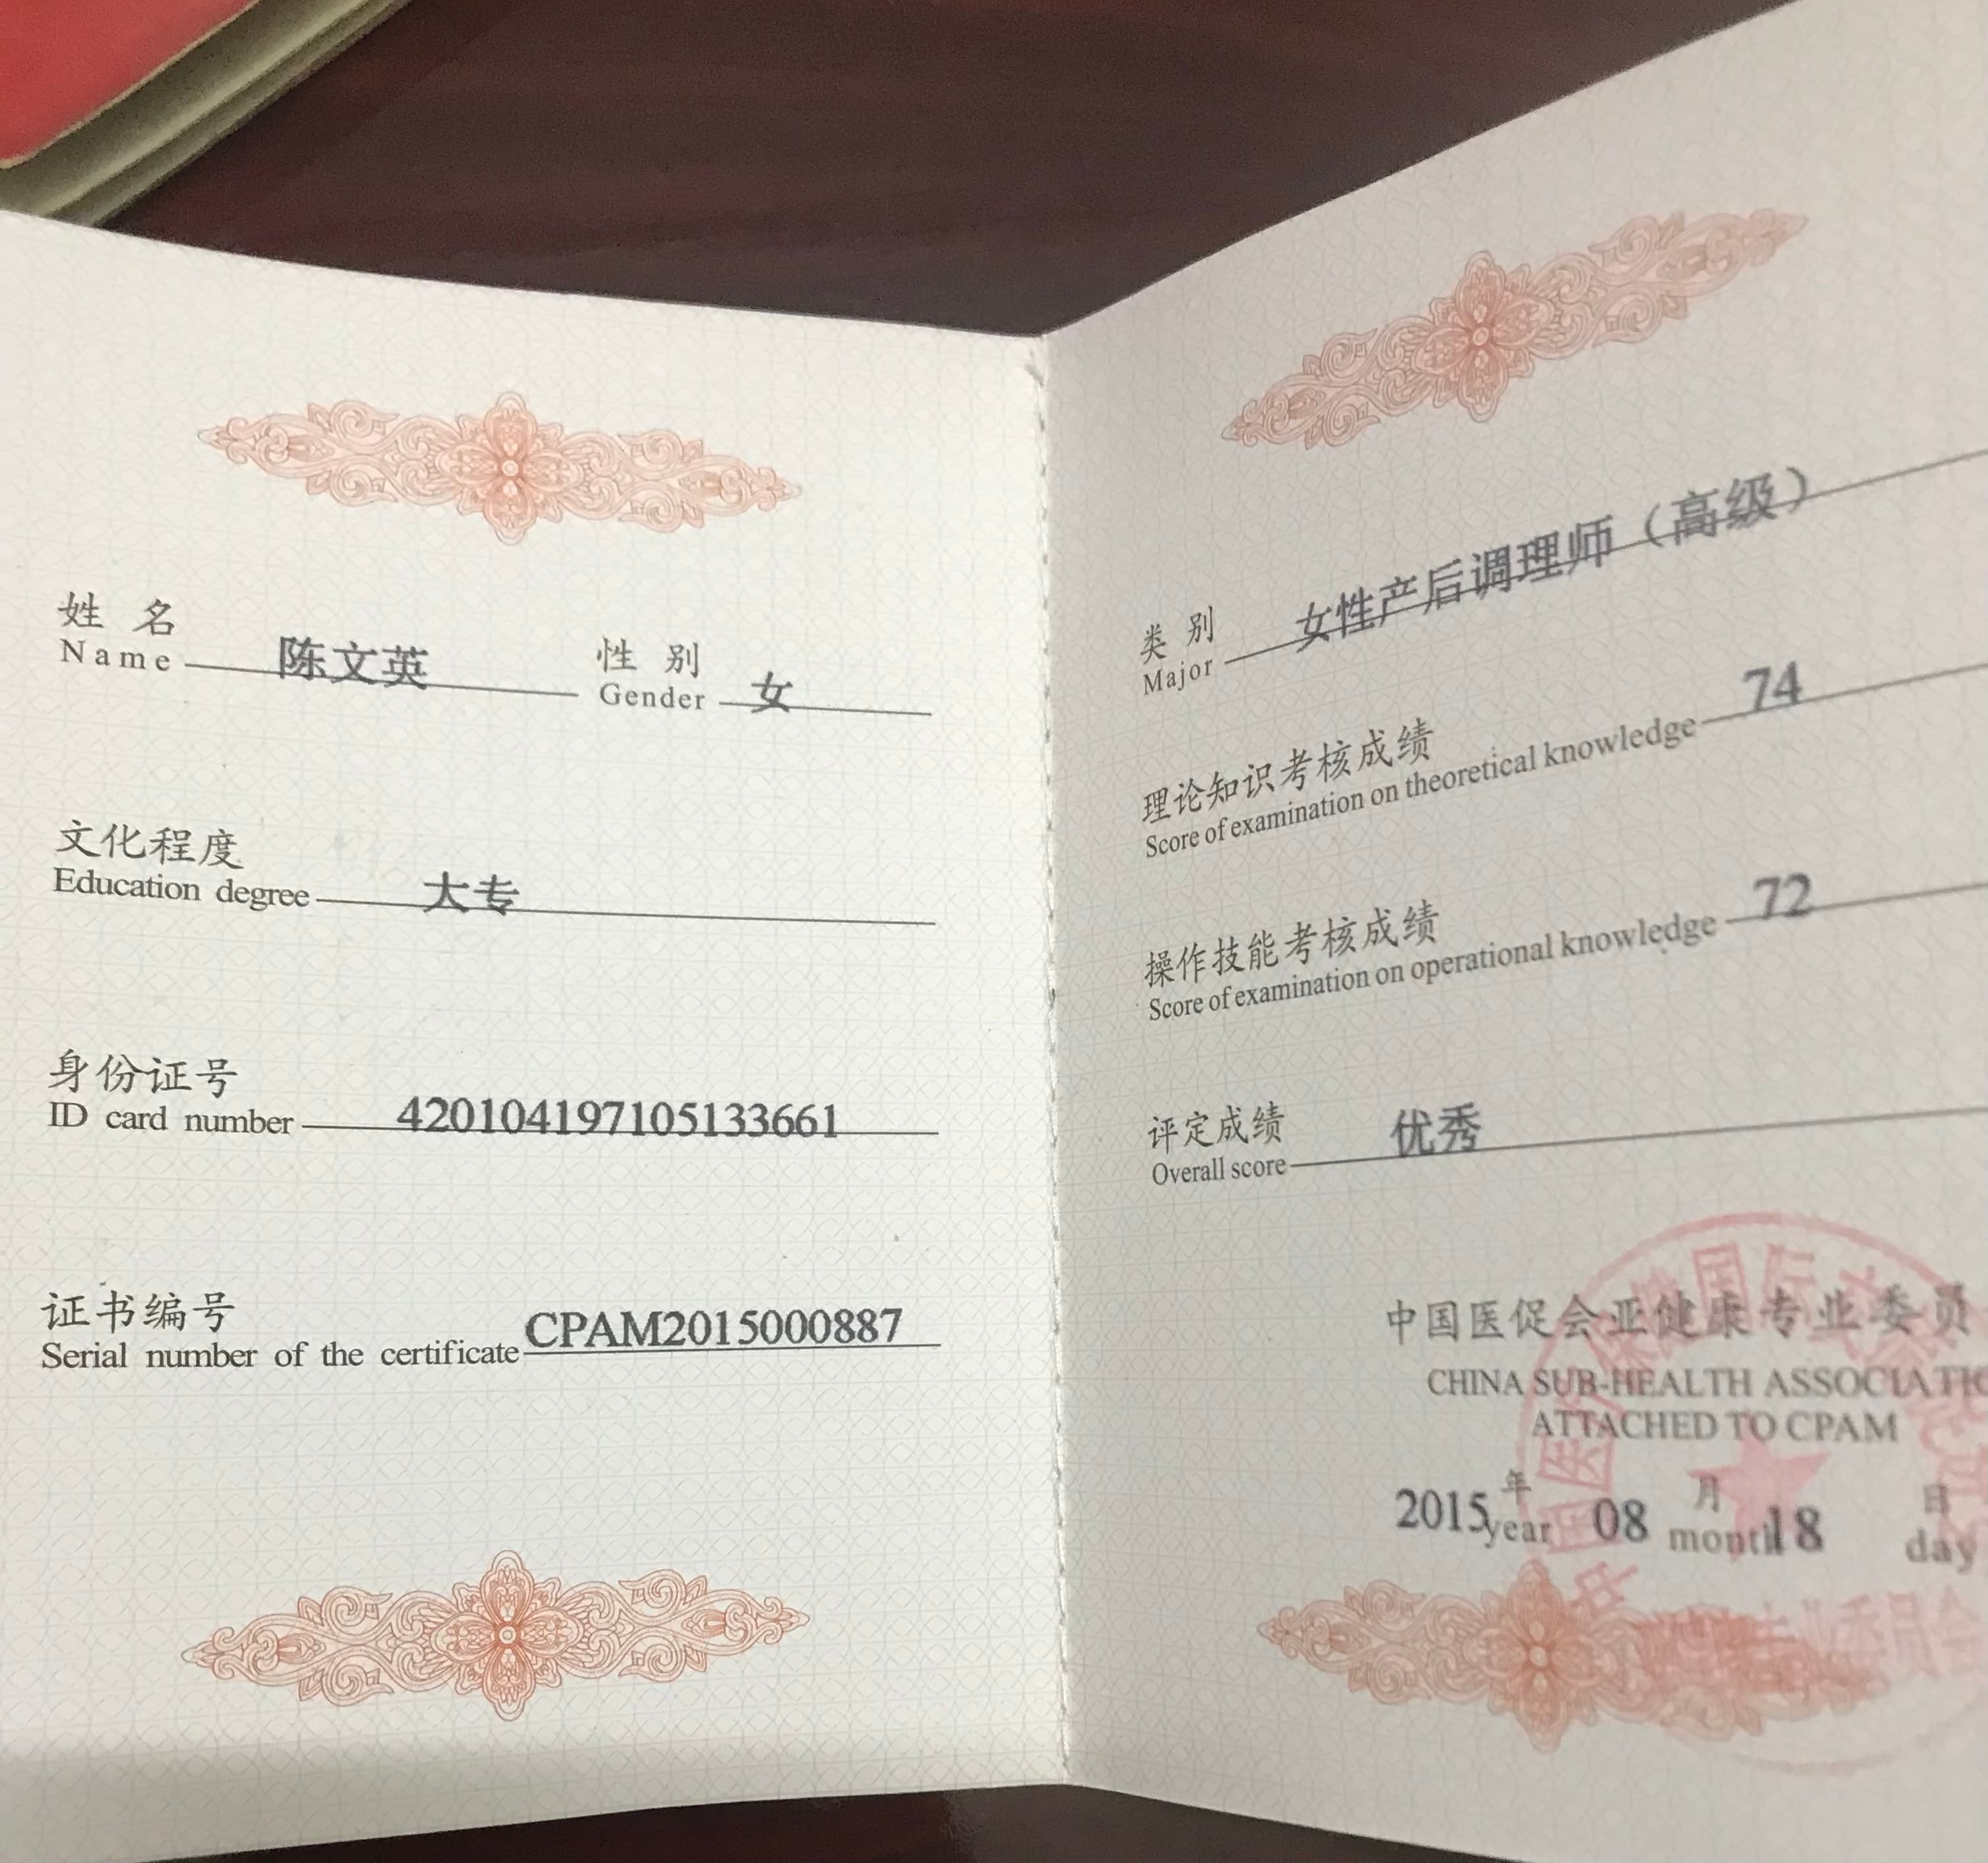 姓 名
Name 陈文英 性 别
Gender 女
文化程度
Education degree 大专
身份证号
ID card number 420104197105133661
证书编号
Serial number of the certificate CPAM2015000887
类 别
Major 女性产后调理师（高级）
理论知识考核成绩
Score of examination on theoretical knowledge 74
操作技能考核成绩
Score of examination on operational knowledge 72
评定成绩
Overall score 优秀
中国医促会亚健康专业委员
CHINA SUB-HEALTH ASSOCIATIO
ATTACHED TO CPAM
2015 年 08 月 18 日
year month day